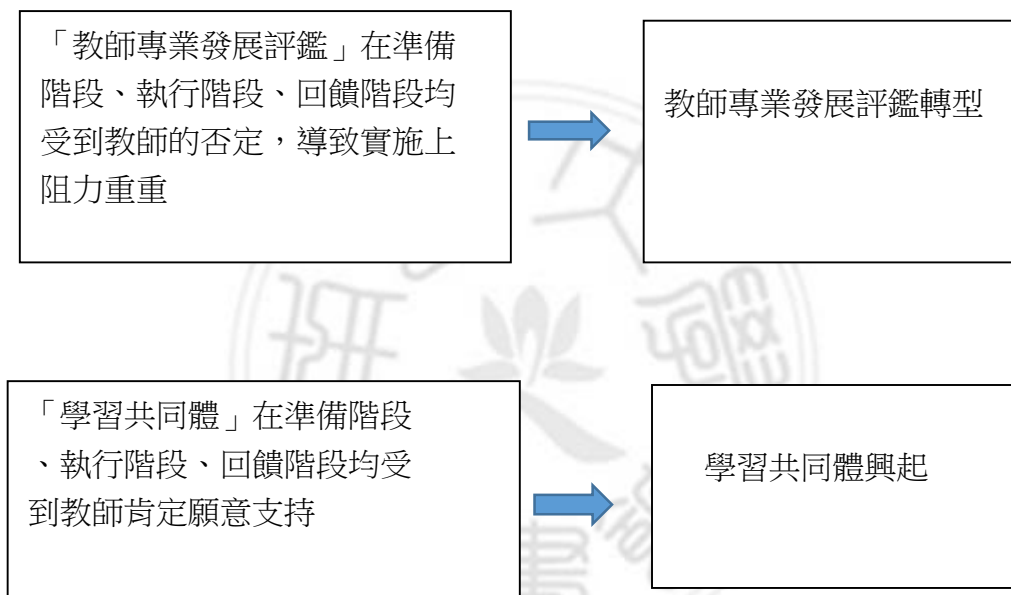 「教師專業發展評鑑」在準備
階段、執行階段、回饋階段均
受到教師的否定，導致實施上
阻力重重
教師專業發展評鑑轉型
「學習共同體」在準備階段
、執行階段、回饋階段均受
到教師肯定願意支持
學習共同體興起